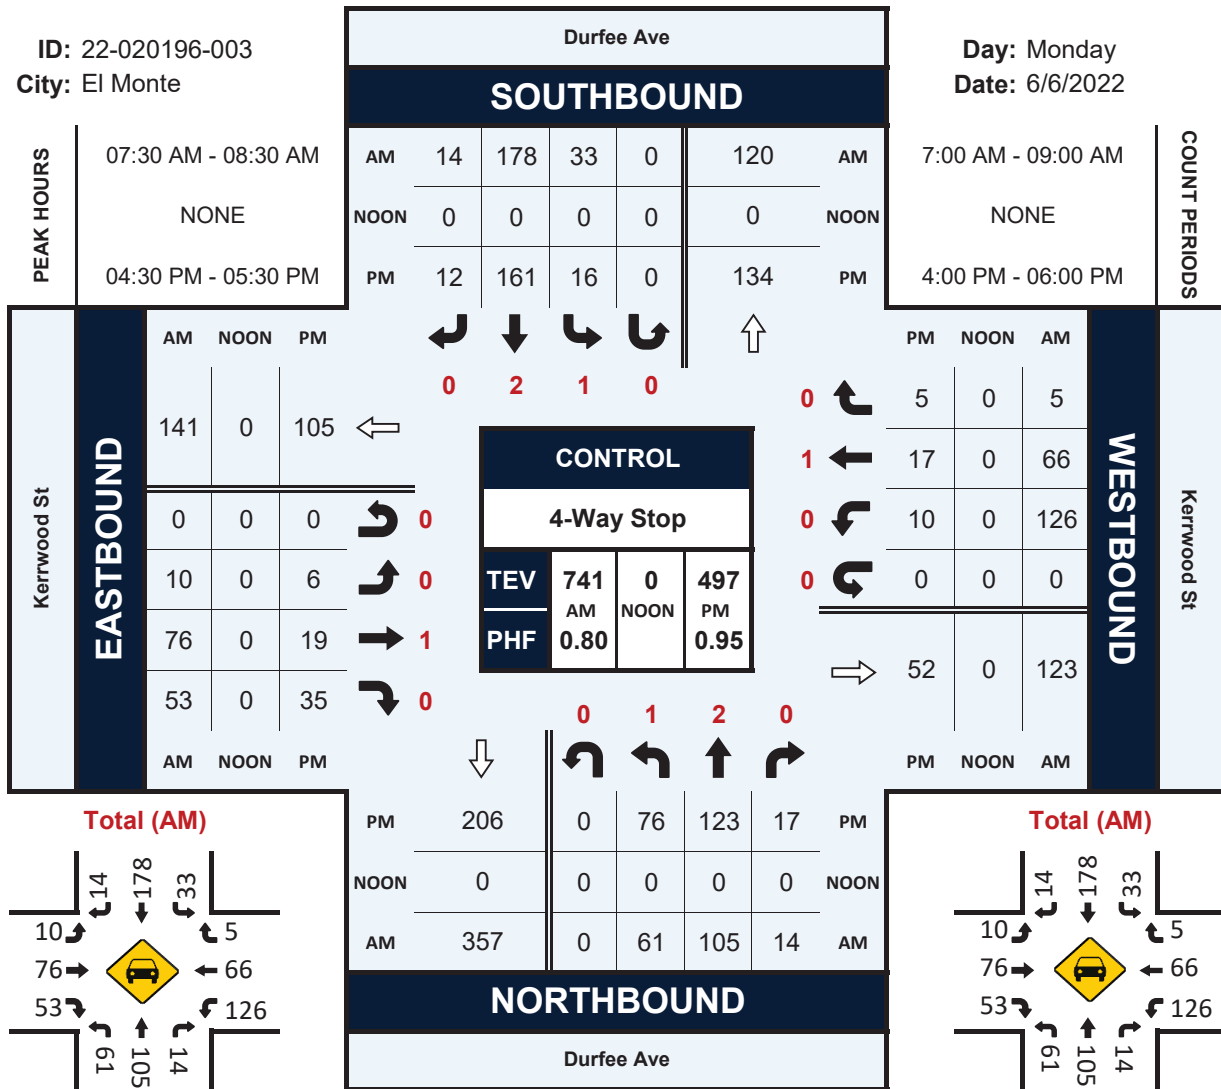 Durfee Ave
ID: 22-020196-003
City: El Monte
Day: Monday
Date: 6/6/2022
SOUTHBOUND
PEAK HOURS
07:30 AM - 08:30 AM
NONE
04:30 PM - 05:30 PM
AM 14 178 33 0 120 AM
NOON 0 0 0 0 0 NOON
PM 12 161 16 0 134 PM
7:00 AM - 09:00 AM
NONE
4:00 PM - 06:00 PM
COUNT PERIODS
0 2 1 0
Kerrwood St
EASTBOUND
AM NOON PM
141 0 105
0 0 0 0
10 0 6 0
76 0 19 1
53 0 35 0
AM NOON PM
CONTROL
4-Way Stop
TEV 741 0 497
AM NOON PM
PHF 0.80 0.95
PM NOON AM
0 5 0 5
1 17 0 66
0 10 0 126
0 0 0 0
52 0 123
PM NOON AM
WESTBOUND
Kerrwood St
0 1 2 0
PM 206 0 76 123 17 PM
NOON 0 0 0 0 0 NOON
AM 357 0 61 105 14 AM
NORTHBOUND
Durfee Ave
Total (AM)
14 178 33
10 5
76 66
53 126
61 105 14
Total (AM)
14 178 33
10 5
76 66
53 126
61 105 14